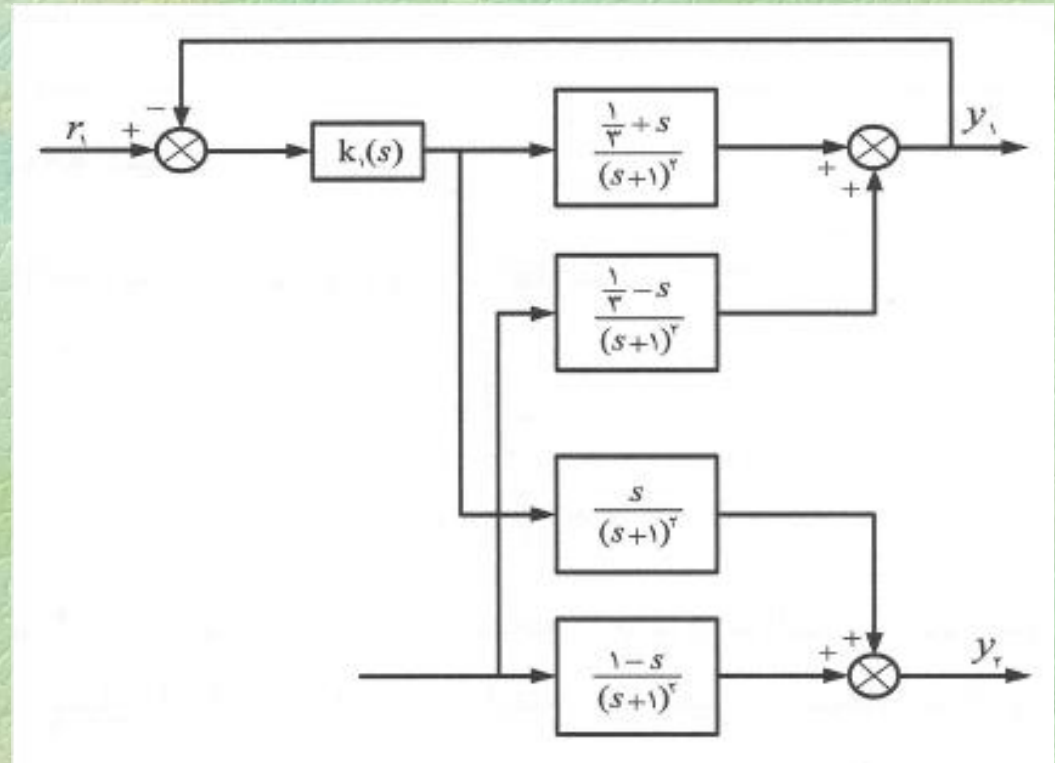 r۱ + −
k۱(s)
۱/۳ + s
(s+۱)۲
+ +
y۱
۱/۳ − s
(s+۱)۲
s
(s+۱)۲
۱ − s
(s+۱)۲
+ +
y۲